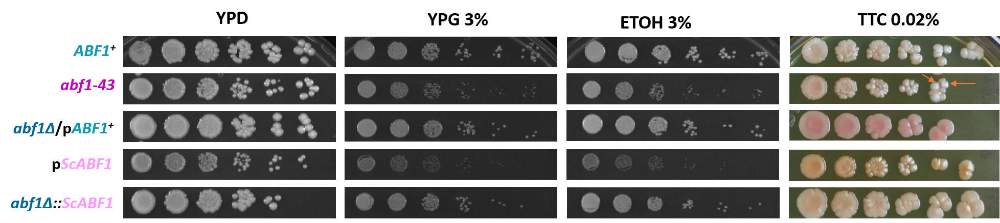 YPD
YPG 3%
ETOH 3%
TTC 0.02%
ABF1+
abf1-43
abf1Δ/pABF1+
pScABF1
abf1Δ::ScABF1